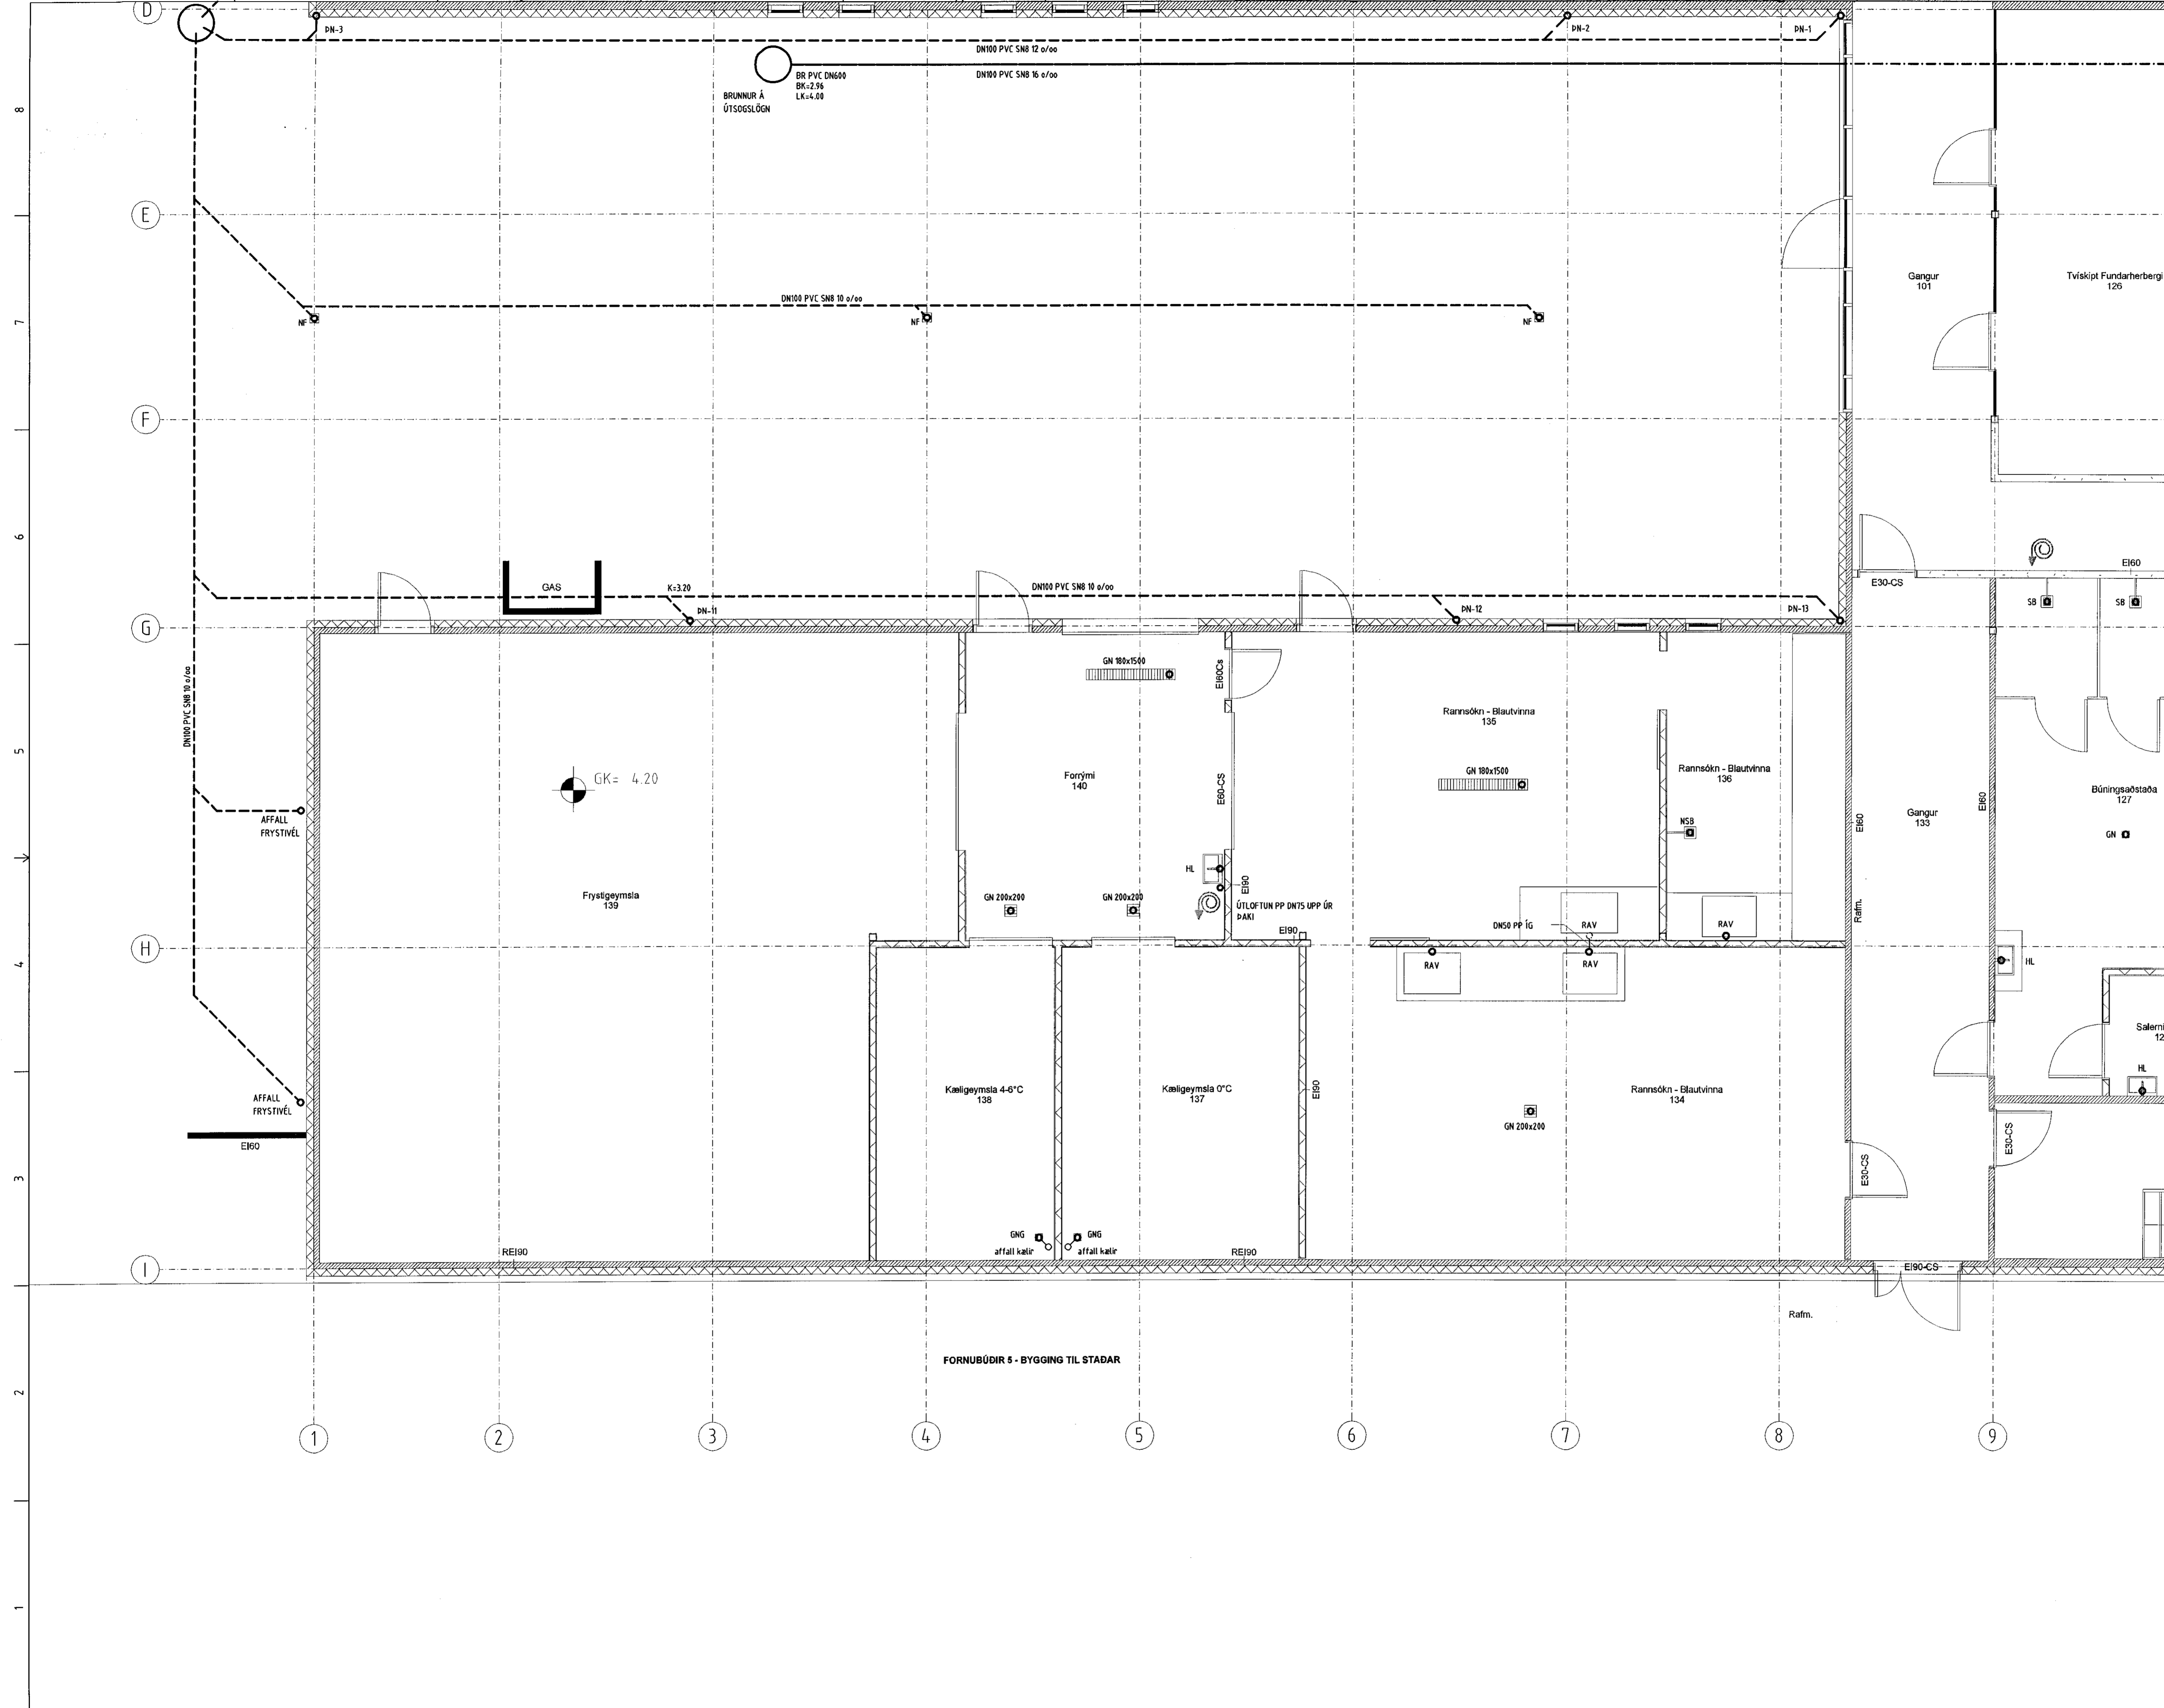 D
ÞN-3
ÞN-2
ÞN-1
DN100 PVC SN8 12 o/oo
DN100 PVC SN8 16 o/oo
BR PVC DN600
BK=2.96
LK=4.00
BRUNNUR Á
ÚTSOGSLÖGN
8
E
Gangur
101
Tvískipt Fundarherbergi
126
DN100 PVC SN8 10 o/oo
NF
NF
NF
7
F
6
GAS
K=3.20
DN100 PVC SN8 10 o/oo
ÞN-11
ÞN-12
ÞN-13
E30-CS
EI60
SB
SB
G
DN100 PVC SN8 10 o/oo
GN 180x1500
EI60Cs
Rannsókn - Blautvinna
135
5
GK= 4.20
Forrými
140
E60-CS
GN 180x1500
Rannsókn - Blautvinna
136
NSB
EI60
Gangur
133
EI60
Búningsaðstaða
127
GN
AFFALL
FRYSTIVÉL
HL
EI90
Frystigeymsla
139
GN 200x200
GN 200x200
ÚTLOFTUN PP DN75 UPP ÚR
ÞAKI
EI90
DN50 PP ÍG
RAV
RAV
Rafm.
H
4
RAV
RAV
HL
Salerni
HL
AFFALL
FRYSTIVÉL
EI60
Kæligeymsla 4-6°C
138
Kæligeymsla 0°C
137
EI90
Rannsókn - Blautvinna
134
GN 200x200
E30-CS
E30-CS
3
GNG
affall kælir
GNG
affall kælir
REI90
REI90
I
EI90-CS
Rafm.
FORNUBÚÐIR 5 - BYGGING TIL STAÐAR
2
1
2
3
4
5
6
7
8
9
1